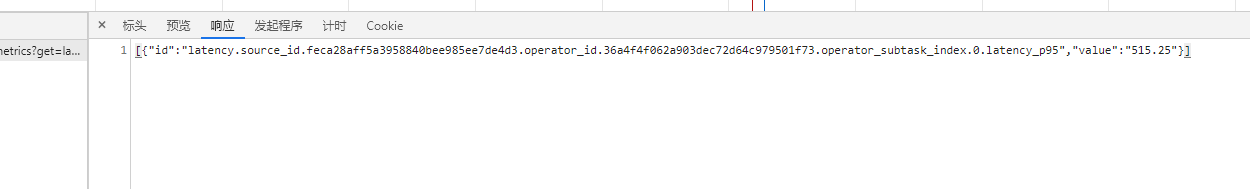 × 标头 预览 响应 发起程序 计时 Cookie
netrics?get=la...
1 [{"id":"latency.source_id.feca28aff5a3958840bee985ee7de4d3.operator_id.36a4f4f062a903dec72d64c979501f73.operator_subtask_index.0.latency_p95","value":"515.25"}]